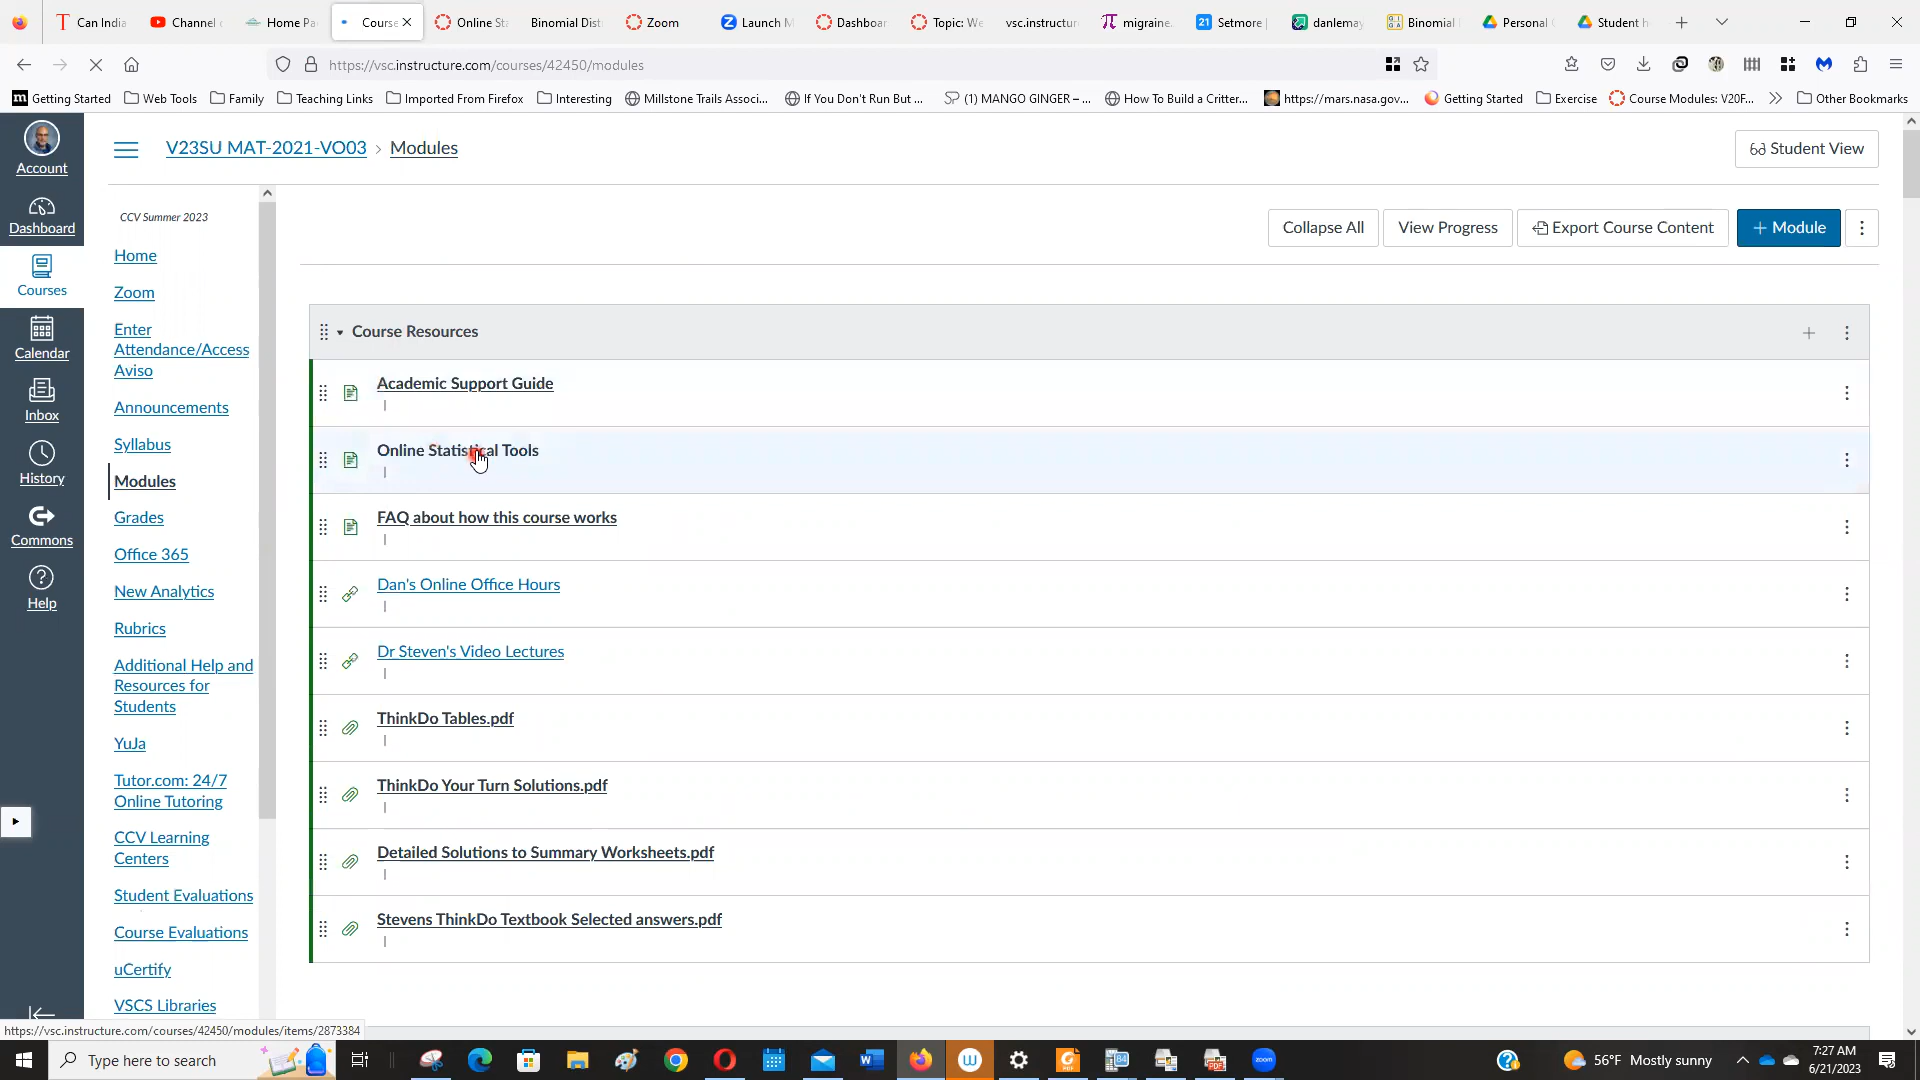 Can India
Channel
Home Pa
Course
Online St
Binomial Dist
Zoom
Launch M
Dashboar
Topic: We
vsc.instructur
migraine
21 Setmore
danlemay
Binomial
Personal
Student h
https://vsc.instructure.com/courses/42450/modules
Getting Started
Web Tools
Family
Teaching Links
Imported From Firefox
Interesting
Millstone Trails Associ...
If You Don't Run But ...
(1) MANGO GINGER – ...
How To Build a Critter...
https://mars.nasa.gov...
Getting Started
Exercise
Course Modules: V20F...
Other Bookmarks
Account
Dashboard
Courses
Calendar
Inbox
History
Commons
Help
V23SU MAT-2021-VO03 › Modules
Student View
CCV Summer 2023
Home
Zoom
Enter
Attendance/Access
Aviso
Announcements
Syllabus
Modules
Grades
Office 365
New Analytics
Rubrics
Additional Help and
Resources for
Students
YuJa
Tutor.com: 24/7
Online Tutoring
CCV Learning
Centers
Student Evaluations
Course Evaluations
uCertify
VSCS Libraries
Collapse All
View Progress
Export Course Content
+ Module
Course Resources
Academic Support Guide
Online Statistical Tools
FAQ about how this course works
Dan's Online Office Hours
Dr Steven's Video Lectures
ThinkDo Tables.pdf
ThinkDo Your Turn Solutions.pdf
Detailed Solutions to Summary Worksheets.pdf
Stevens ThinkDo Textbook Selected answers.pdf
https://vsc.instructure.com/courses/42450/modules/items/2873384
Type here to search
56°F Mostly sunny
7:27 AM
6/21/2023